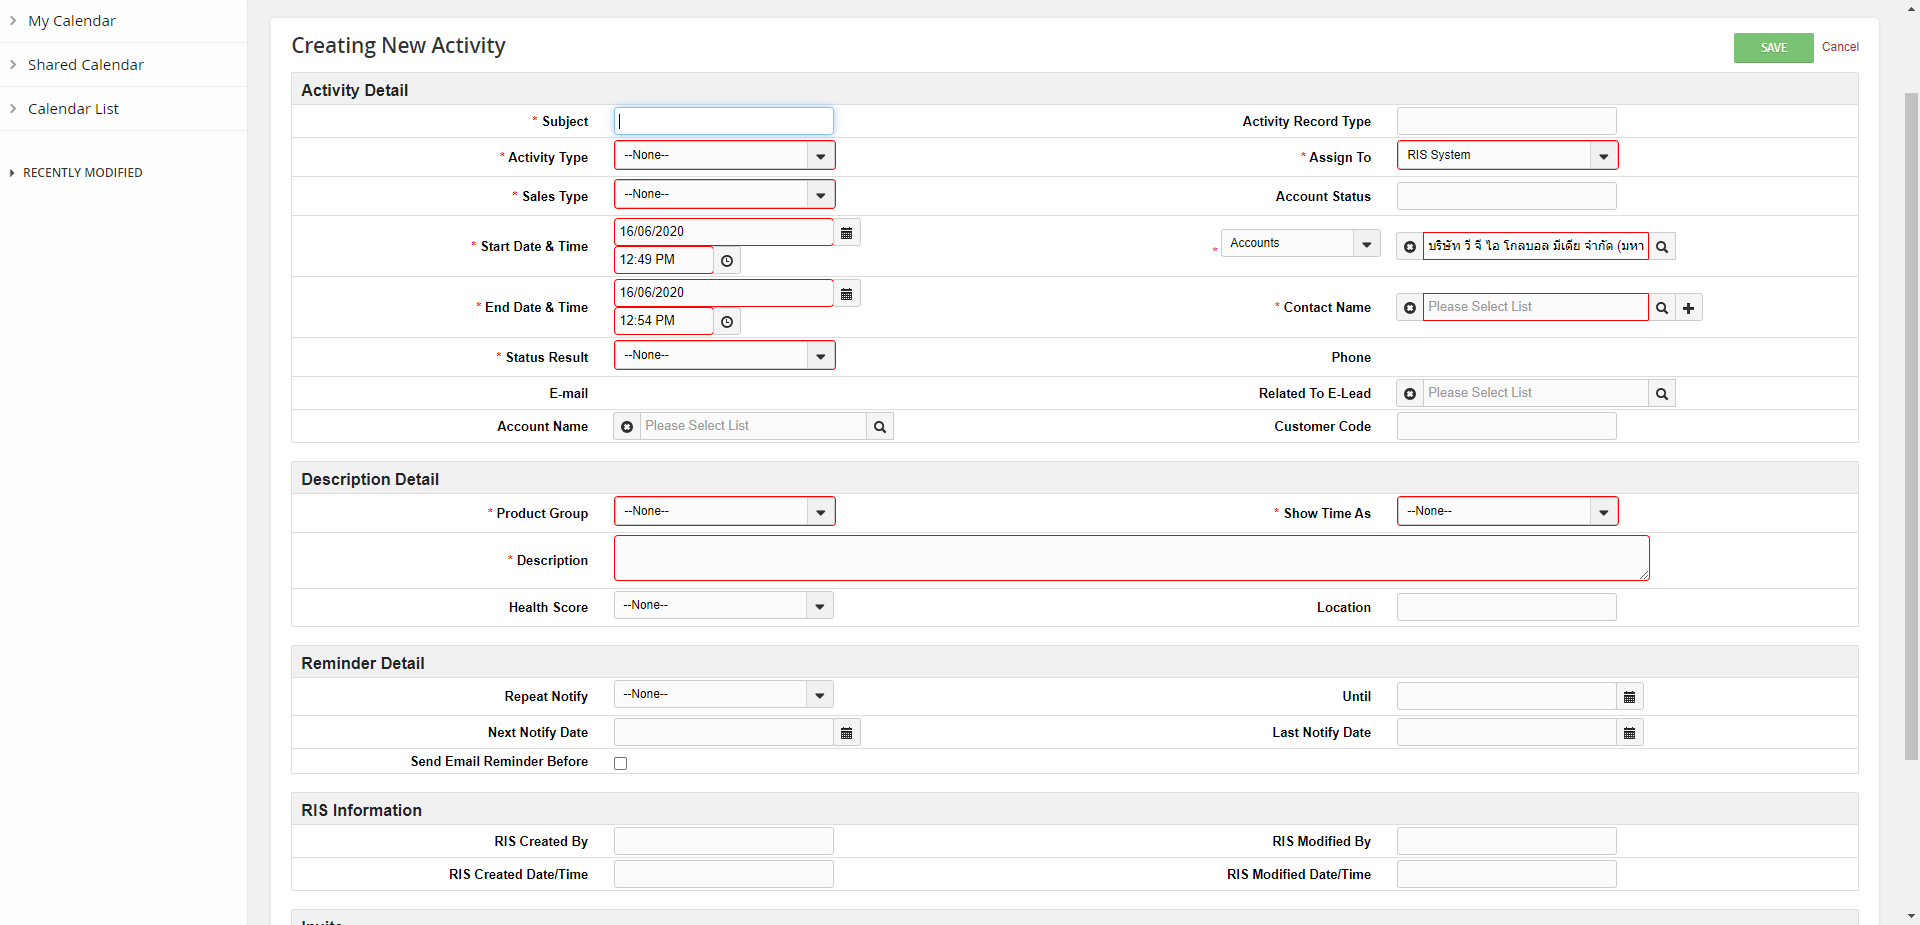 My Calendar
Shared Calendar
Calendar List
RECENTLY MODIFIED
Creating New Activity
SAVE Cancel
Activity Detail
* Subject Activity Record Type
* Activity Type --None-- * Assign To RIS System
* Sales Type --None-- Account Status
* Start Date & Time 16/06/2020 12:49 PM * Accounts บริษัท วี จี ไอ โกลบอล มีเดีย จำกัด (มหา
* End Date & Time 16/06/2020 12:54 PM * Contact Name Please Select List
* Status Result --None-- Phone
E-mail Related To E-Lead Please Select List
Account Name Please Select List Customer Code
Description Detail
* Product Group --None-- * Show Time As --None--
* Description
Health Score --None-- Location
Reminder Detail
Repeat Notify --None-- Until
Next Notify Date Last Notify Date
Send Email Reminder Before
RIS Information
RIS Created By RIS Modified By
RIS Created Date/Time RIS Modified Date/Time